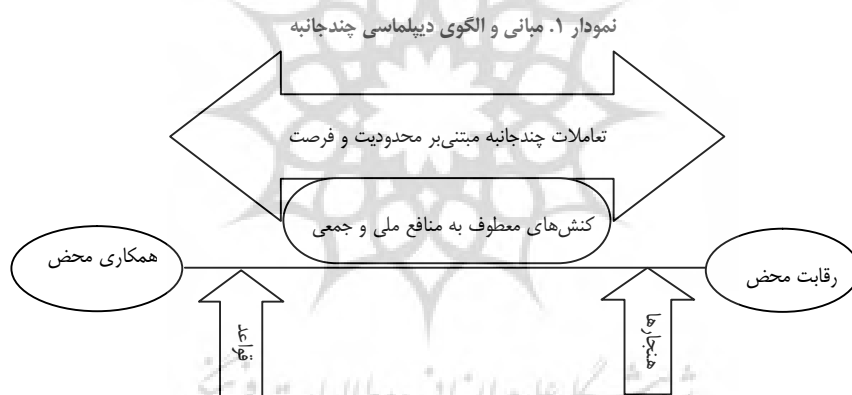 نمودار ۱. مبانی و الگوی دیپلماسی چندجانبه
تعاملات چندجانبه مبتنی‌بر محدودیت و فرصت
کنش‌های معطوف به منافع ملی و جمعی
رقابت محض
همکاری محض
هنجارها
قواعد